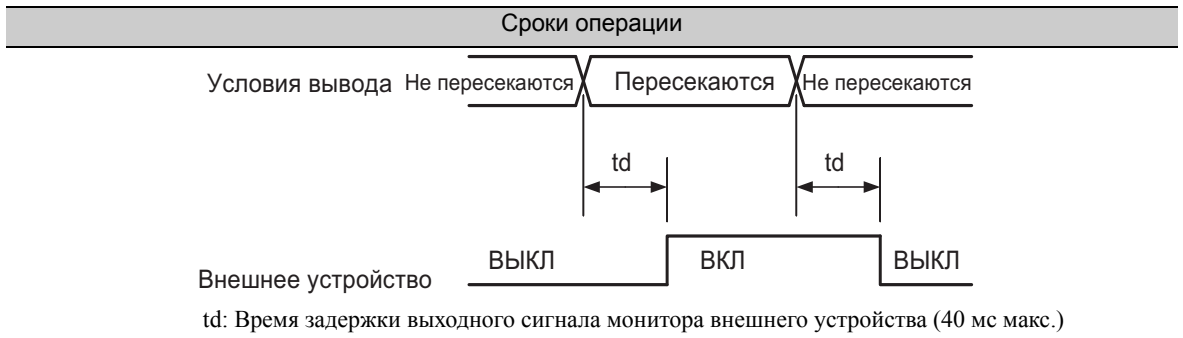 Сроки операции
Условия вывода Не пересекаются Пересекаются Не пересекаются
td td
ВЫКЛ ВКЛ ВЫКЛ
Внешнее устройство
td: Время задержки выходного сигнала монитора внешнего устройства (40 мс макс.)